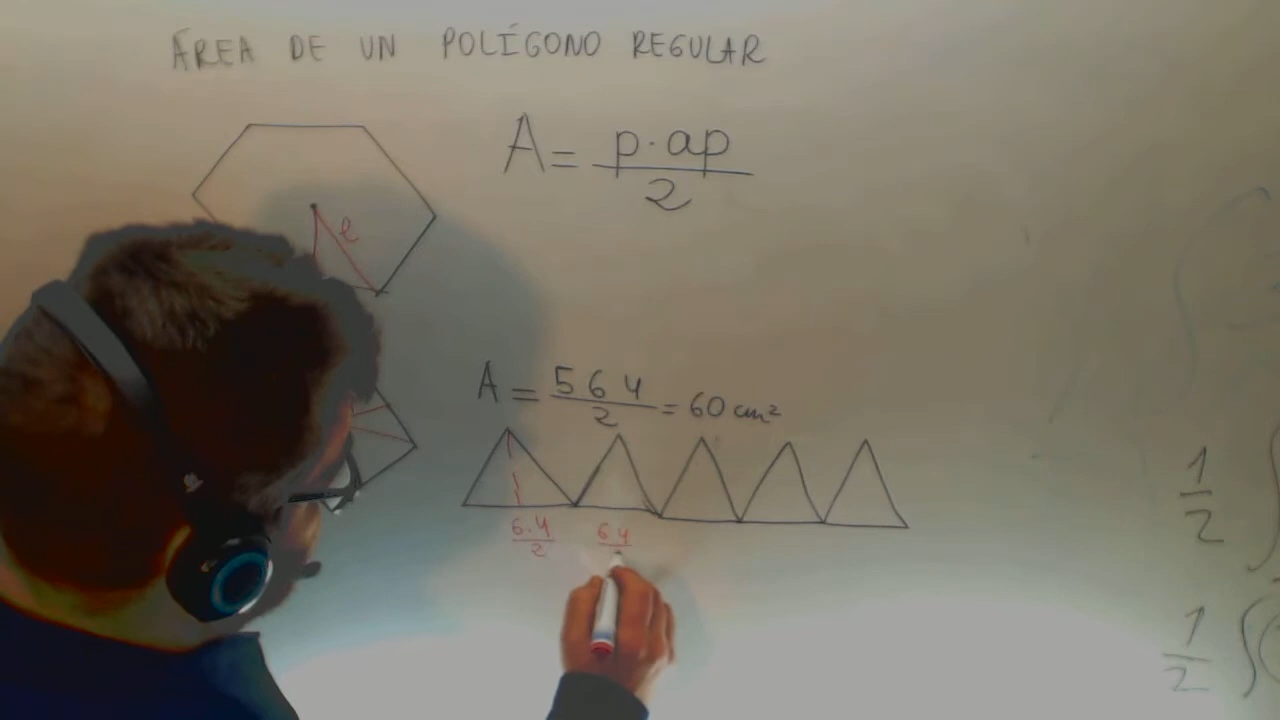 ÁREA DE UN POLÍGONO REGULAR
A = p·ap / 2
l
A = 5 6 4 / 2 = 60 cm²
6·4 / 2
6 4
1 / 2 ∫
1 / 2 ∫